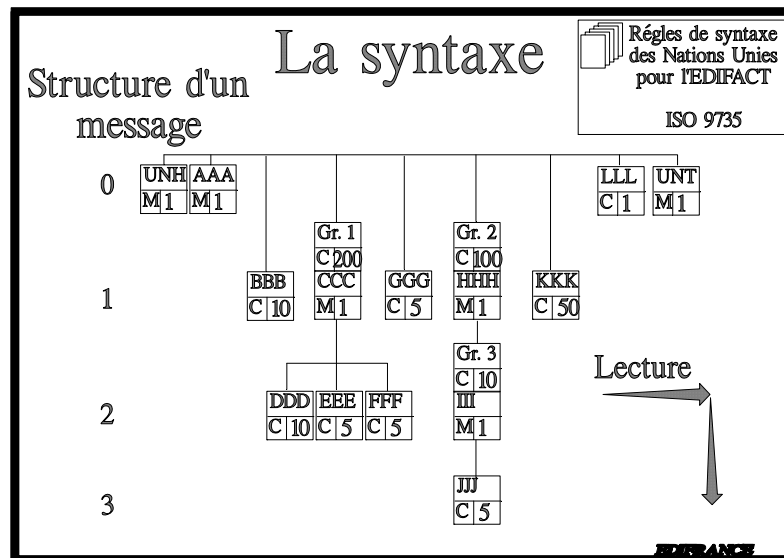 La syntaxe
Régles de syntaxe
des Nations Unies
pour l'EDIFACT
ISO 9735
Structure d'un
message
0
UNH
M 1
AAA
M 1
LLL
C 1
UNT
M 1
Gr. 1
C 200
Gr. 2
C 100
1
BBB
C 10
CCC
M 1
GGG
C 5
HHH
M 1
KKK
C 50
Gr. 3
C 10
Lecture
2
DDD
C 10
EEE
C 5
FFF
C 5
III
M 1
3
JJJ
C 5
EDIFRANCE